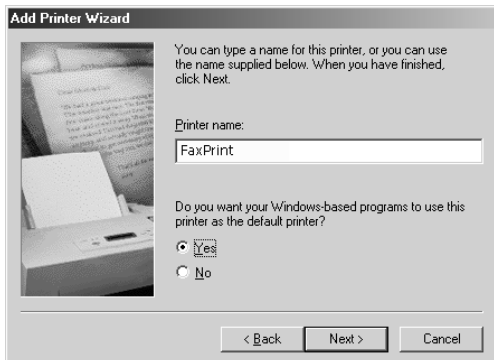 Add Printer Wizard
You can type a name for this printer, or you can use
the name supplied below. When you have finished,
click Next.
Printer name:
FaxPrint
Do you want your Windows-based programs to use this
printer as the default printer?
Yes
No
< Back
Next >
Cancel